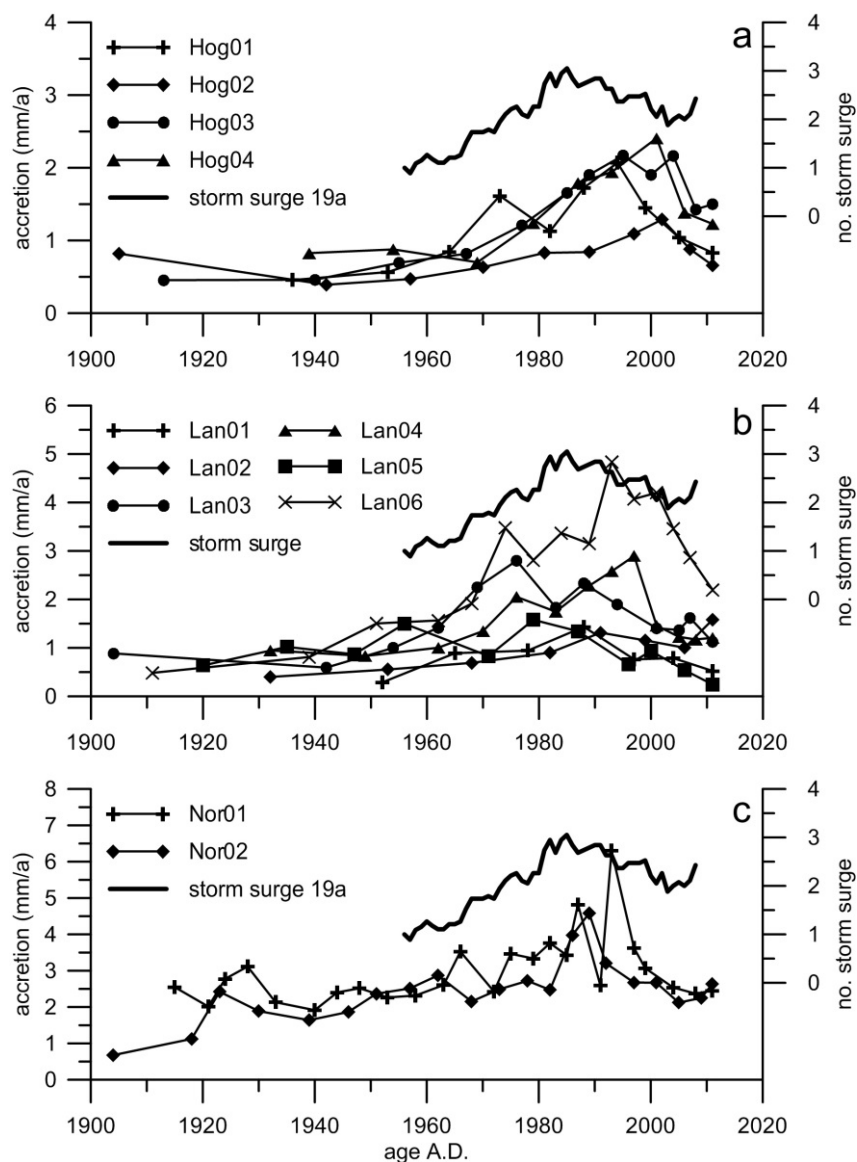 a
4
3
2
1
0
accretion (mm/a)
Hog01
Hog02
Hog03
Hog04
storm surge 19a
4
3
2
1
0
no. storm surge
1900 1920 1940 1960 1980 2000 2020
b
6
5
4
3
2
1
0
accretion (mm/a)
Lan01 Lan04
Lan02 Lan05
Lan03 Lan06
storm surge
4
3
2
1
0
no. storm surge
1900 1920 1940 1960 1980 2000 2020
c
8
7
6
5
4
3
2
1
0
accretion (mm/a)
Nor01
Nor02
storm surge 19a
4
3
2
1
0
no. storm surge
1900 1920 1940 1960 1980 2000 2020
age A.D.